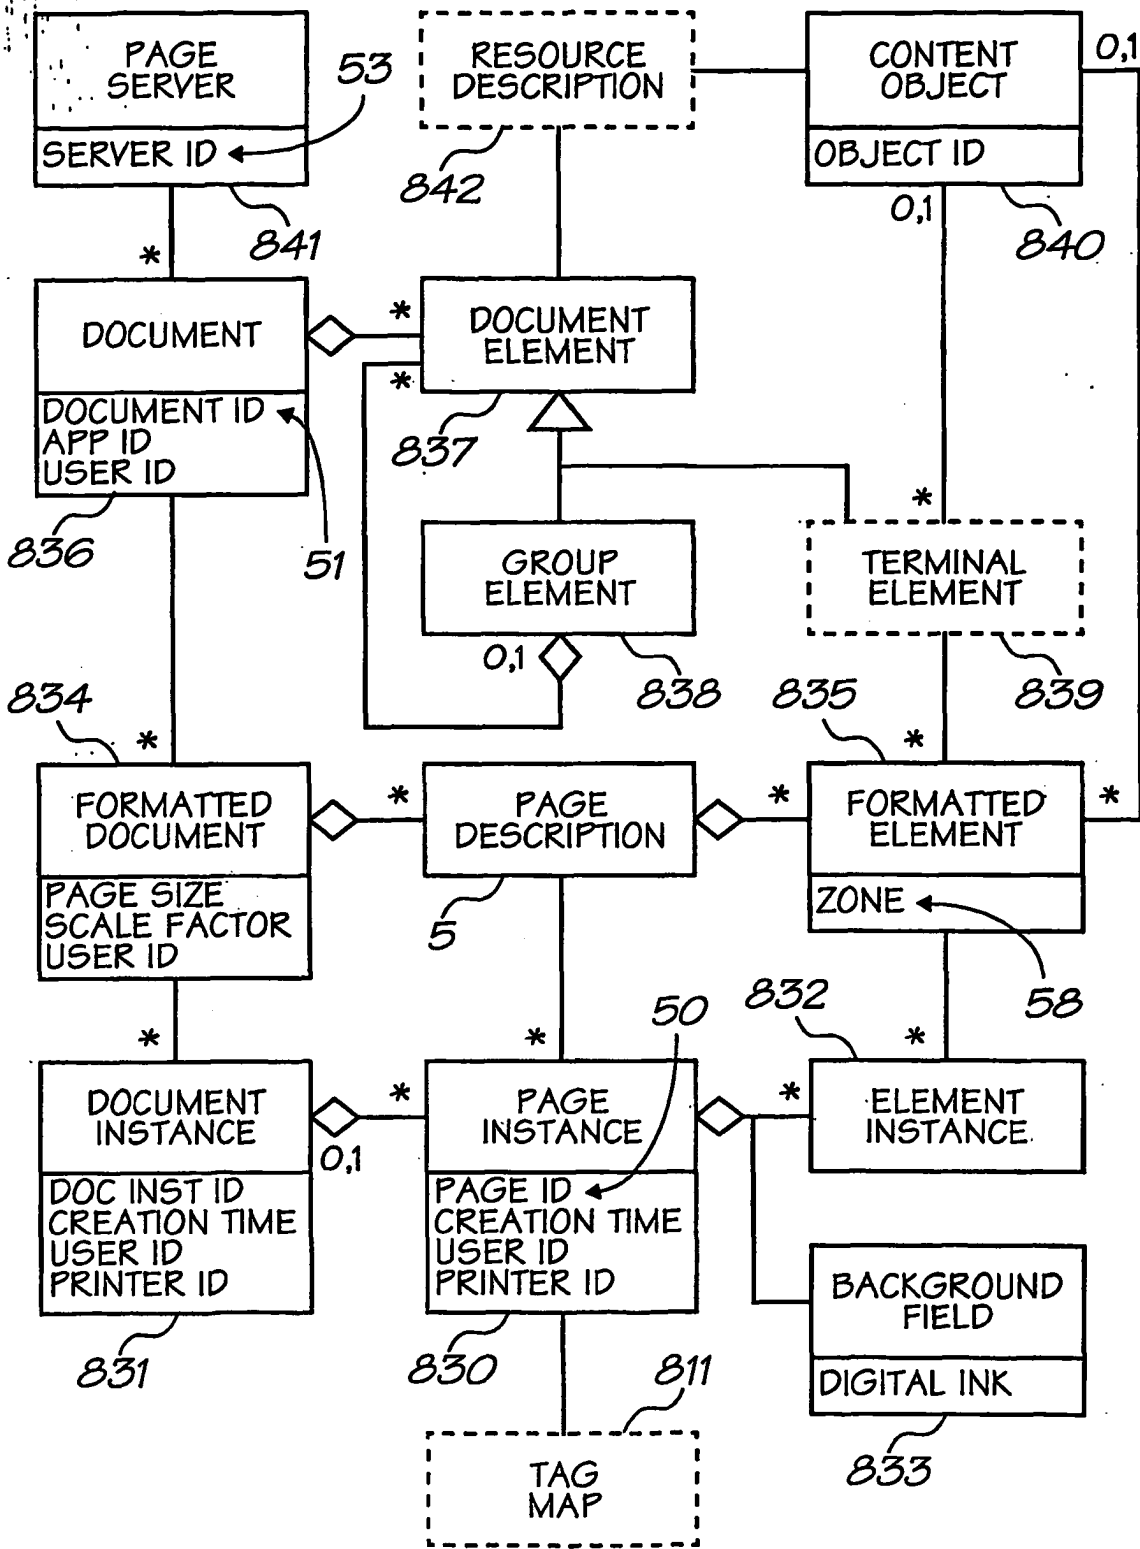 PAGE
SERVER
SERVER ID
53
841
*
RESOURCE
DESCRIPTION
842
CONTENT
OBJECT
OBJECT ID
0,1
0,1
840
DOCUMENT
DOCUMENT ID
APP ID
USER ID
836
51
*
*
DOCUMENT
ELEMENT
837
GROUP
ELEMENT
0,1
838
*
TERMINAL
ELEMENT
839
834
*
FORMATTED
DOCUMENT
PAGE SIZE
SCALE FACTOR
USER ID
*
PAGE
DESCRIPTION
5
835
*
*
*
FORMATTED
ELEMENT
ZONE
58
*
DOCUMENT
INSTANCE
0,1
DOC INST ID
CREATION TIME
USER ID
PRINTER ID
831
*
*
50
PAGE
INSTANCE
PAGE ID
CREATION TIME
USER ID
PRINTER ID
830
832
*
*
ELEMENT
INSTANCE
BACKGROUND
FIELD
DIGITAL INK
833
811
TAG
MAP